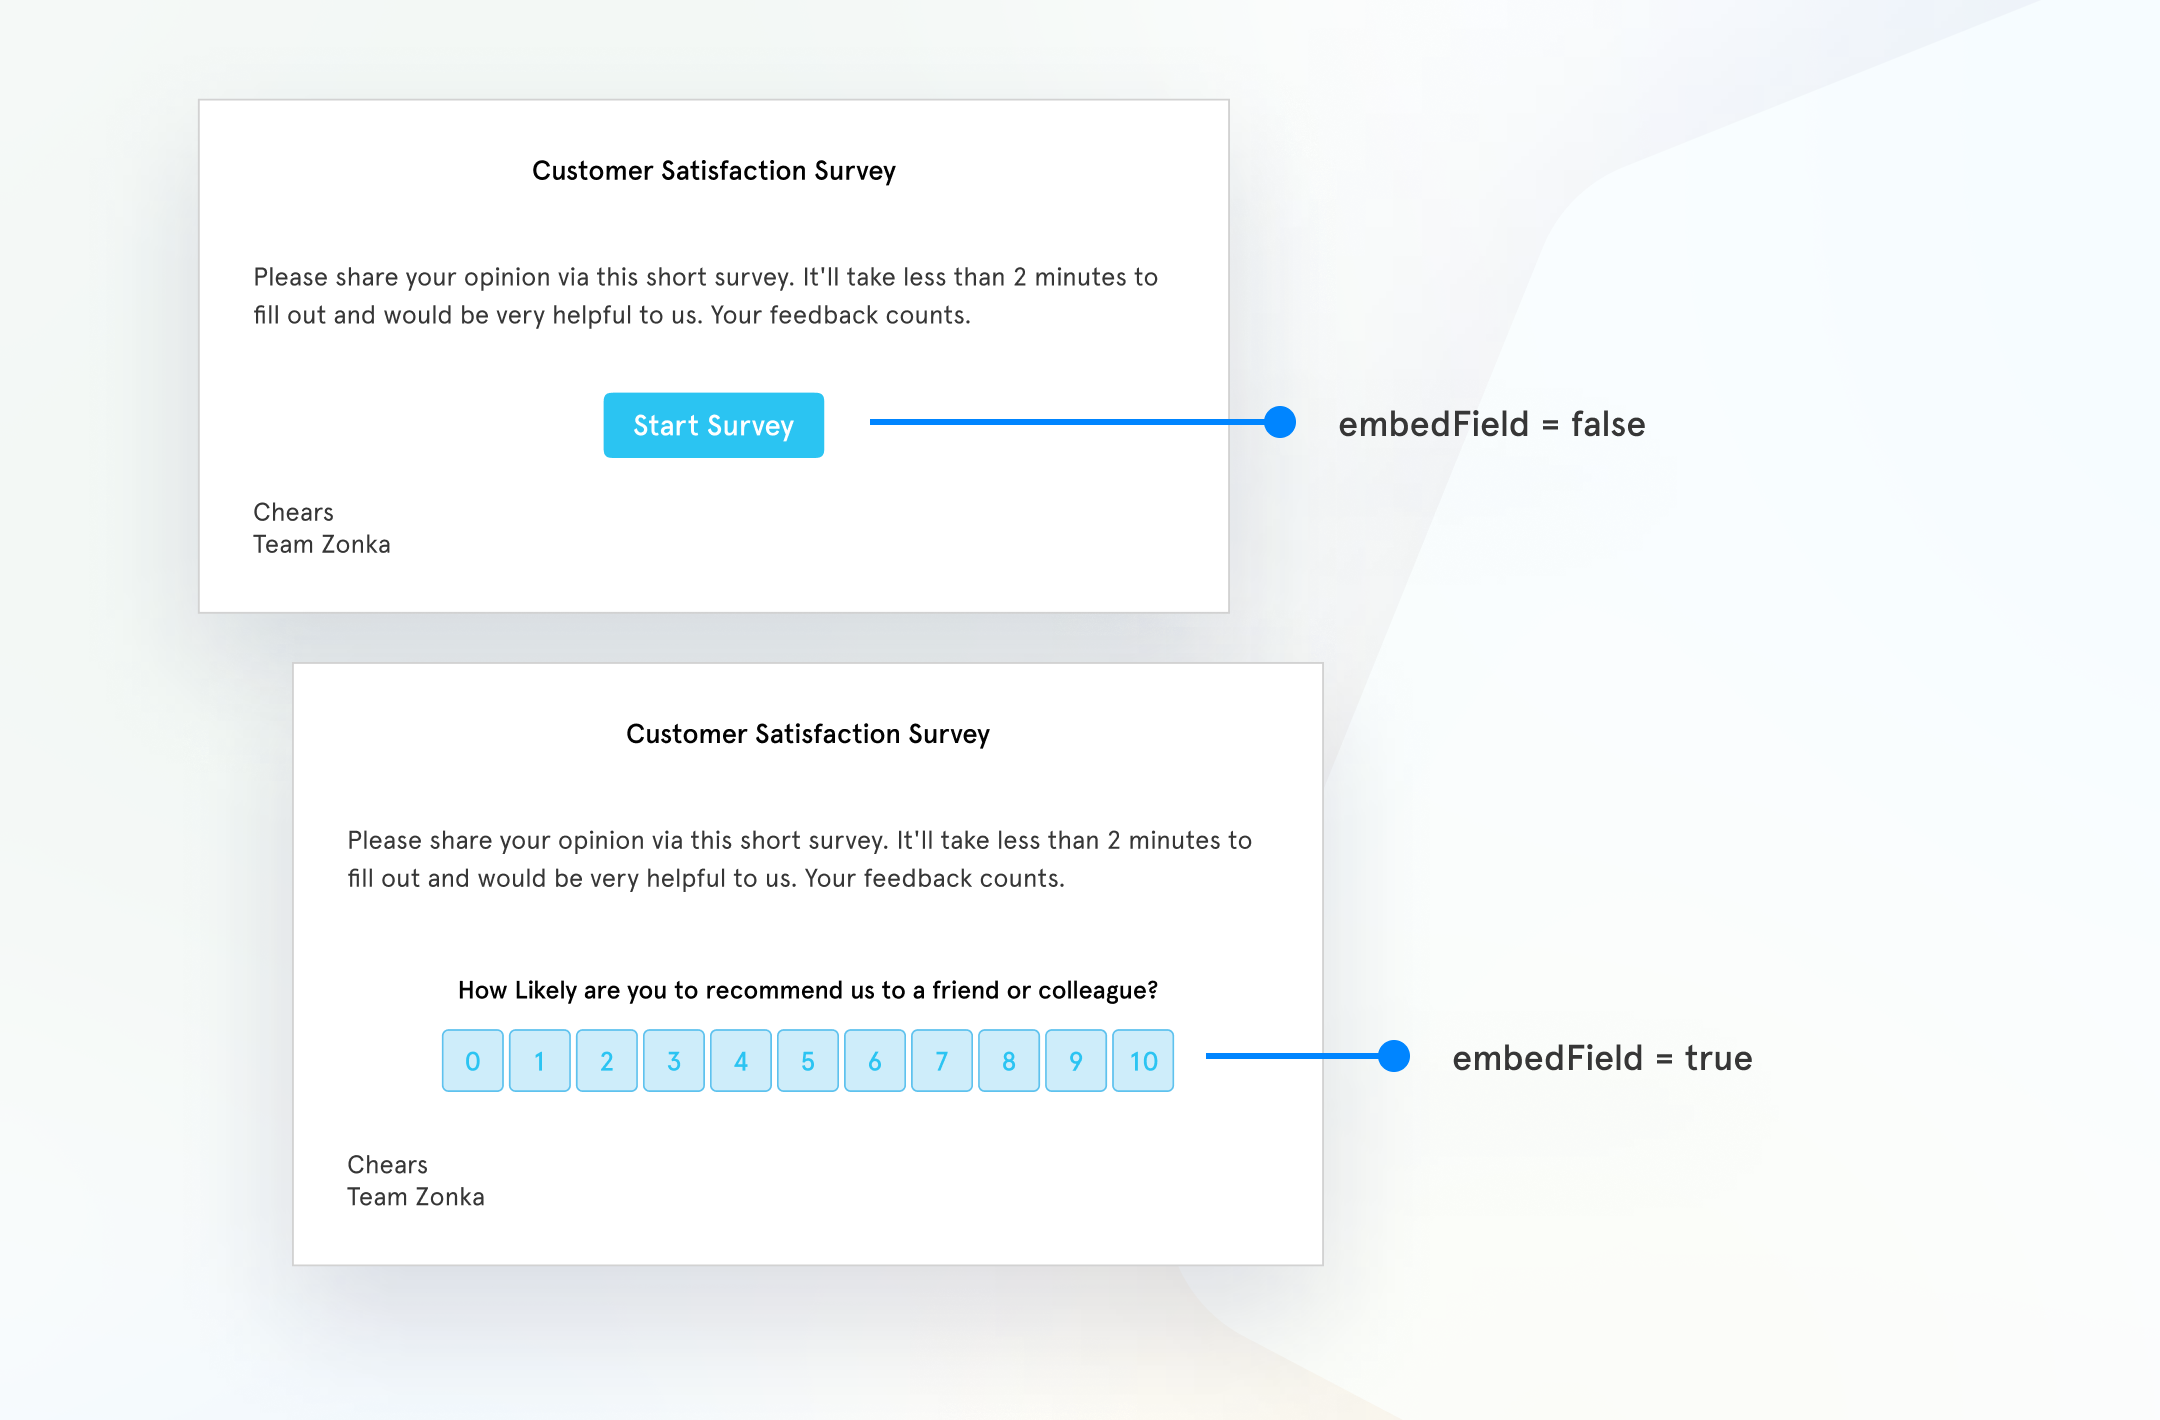 Customer Satisfaction Survey
Please share your opinion via this short survey. It'll take less than 2 minutes to
fill out and would be very helpful to us. Your feedback counts.
Start Survey
embedField = false
Chears
Team Zonka
Customer Satisfaction Survey
Please share your opinion via this short survey. It'll take less than 2 minutes to
fill out and would be very helpful to us. Your feedback counts.
How Likely are you to recommend us to a friend or colleague?
0 1 2 3 4 5 6 7 8 9 10
embedField = true
Chears
Team Zonka